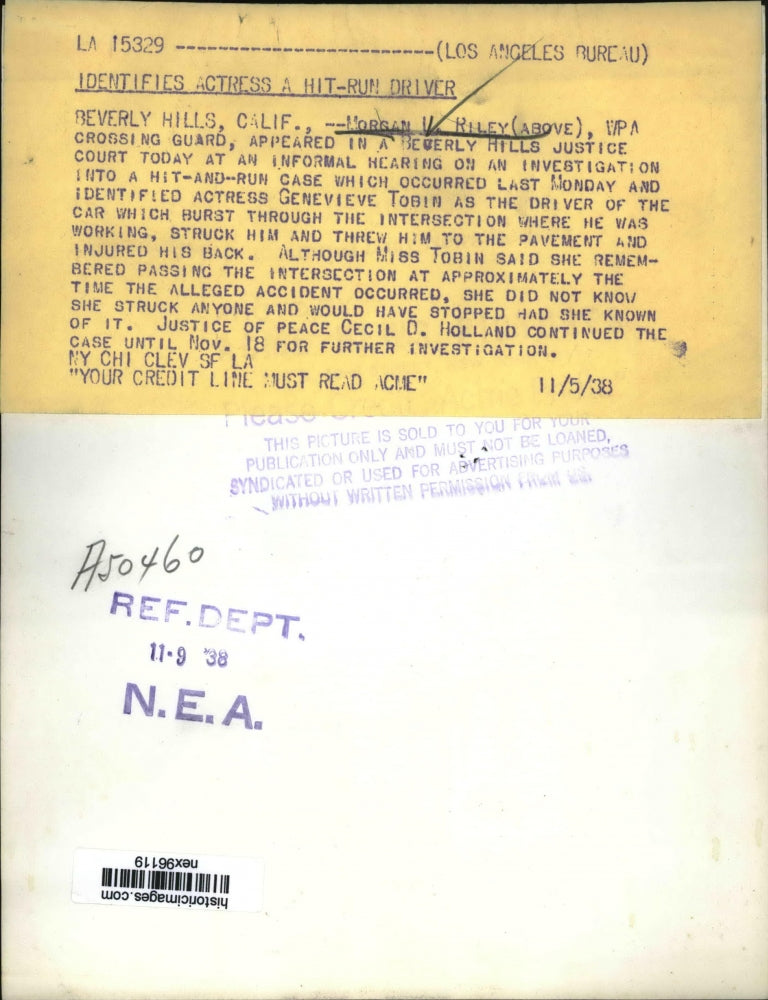 LA 15329 --------------------------(LOS ANGELES BUREAU)
IDENTIFIES ACTRESS A HIT-RUN DRIVER
BEVERLY HILLS, CALIF., --MORGAN RILEY(ABOVE), WPA
CROSSING GUARD, APPEARED IN A BEVERLY HILLS JUSTICE
COURT TODAY AT AN INFORMAL HEARING ON AN INVESTIGATION
INTO A HIT-AND-RUN CASE WHICH OCCURRED LAST MONDAY AND
IDENTIFIED ACTRESS GENEVIEVE TOBIN AS THE DRIVER OF THE
CAR WHICH BURST THROUGH THE INTERSECTION WHERE HE WAS
WORKING, STRUCK HIM AND THREW HIM TO THE PAVEMENT AND
INJURED HIS BACK. ALTHOUGH MISS TOBIN SAID SHE REMEM-
BERED PASSING THE INTERSECTION AT APPROXIMATELY THE
TIME THE ALLEGED ACCIDENT OCCURRED, SHE DID NOT KNOW
SHE STRUCK ANYONE AND WOULD HAVE STOPPED HAD SHE KNOWN
OF IT. JUSTICE OF PEACE CECIL D. HOLLAND CONTINUED THE
CASE UNTIL NOV. 18 FOR FURTHER INVESTIGATION.
NY CHI CLEV SF LA
"YOUR CREDIT LINE MUST READ ACME" 11/5/38
Please
THIS PICTURE IS SOLD TO YOU FOR YOUR
PUBLICATION ONLY AND MUST NOT BE LOANED,
SYNDICATED OR USED FOR ADVERTISING PURPOSES
WITHOUT WRITTEN PERMISSION FROM US.
A50460
REF. DEPT.
11-9 '38
N.E.A.
historicimages.com
nex96119